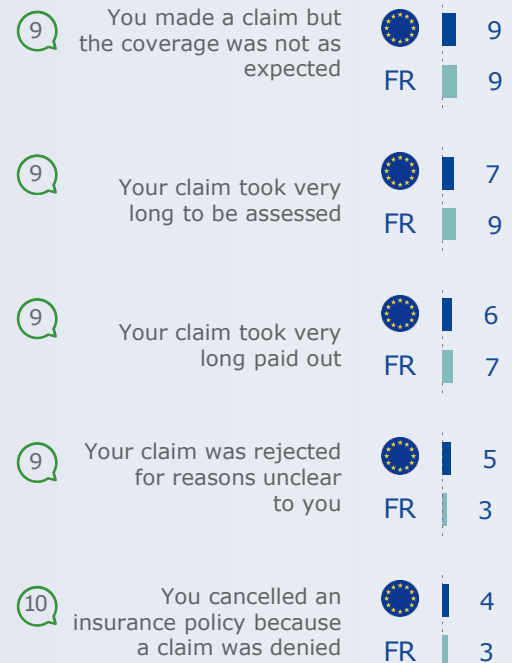 9
You made a claim but
the coverage was not as
expected
9
FR 9
9
Your claim took very
long to be assessed
7
FR 9
9
Your claim took very
long paid out
6
FR 7
9
Your claim was rejected
for reasons unclear
to you
5
FR 3
10
You cancelled an
insurance policy because
a claim was denied
4
FR 3